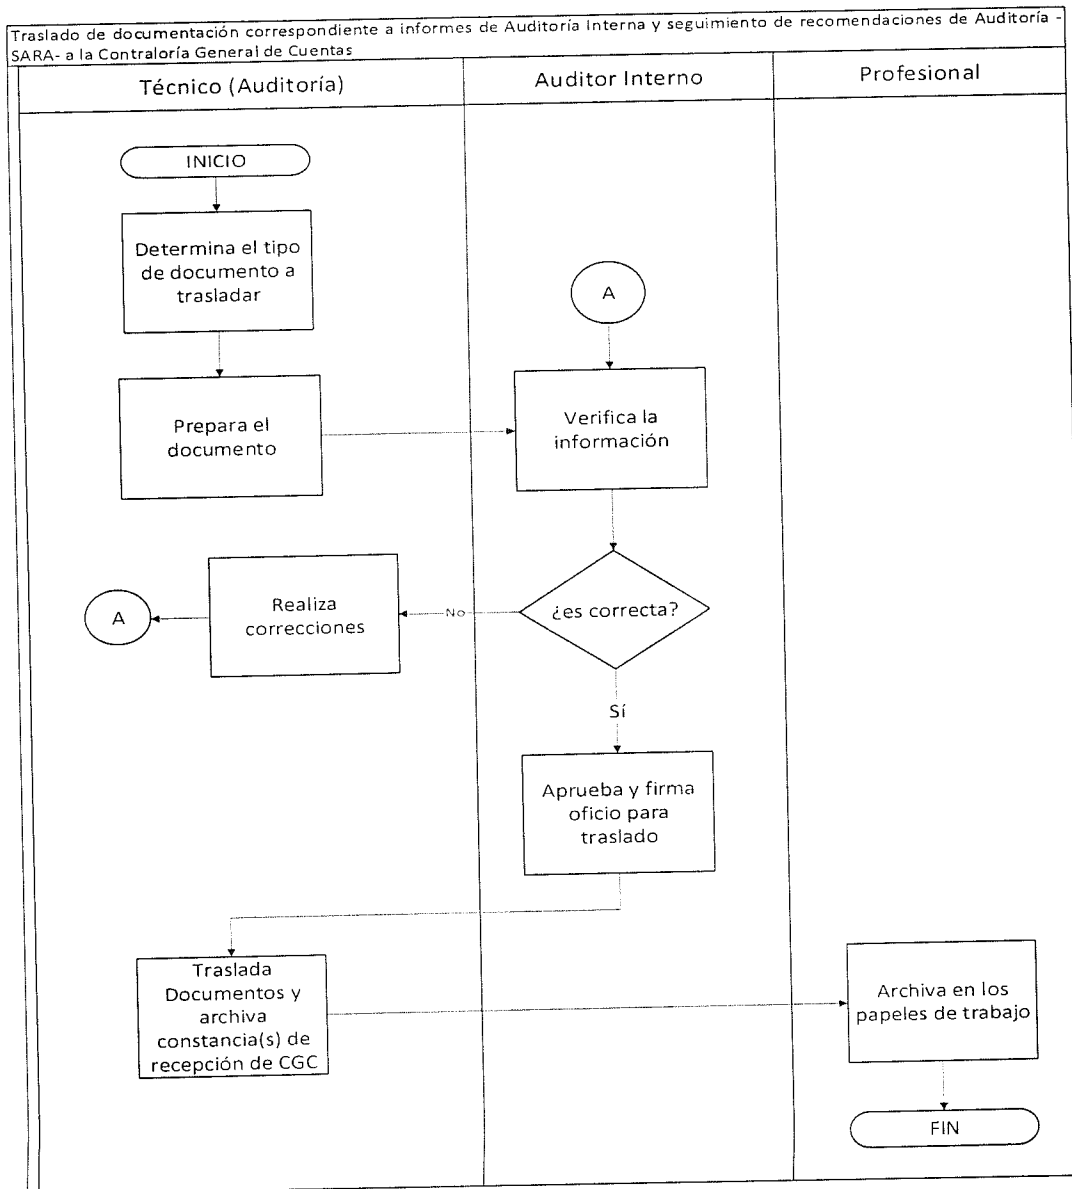 Traslado de documentación correspondiente a informes de Auditoría Interna y seguimiento de recomendaciones de Auditoría -
SARA- a la Contraloría General de Cuentas
Técnico (Auditoría)
Auditor Interno
Profesional
INICIO
Determina el tipo
de documento a
trasladar
A
Prepara el
documento
Verifica la
información
¿es correcta?
No
Realiza
correcciones
A
Sí
Aprueba y firma
oficio para
traslado
Traslada
Documentos y
archiva
constancia(s) de
recepción de CGC
Archiva en los
papeles de trabajo
FIN